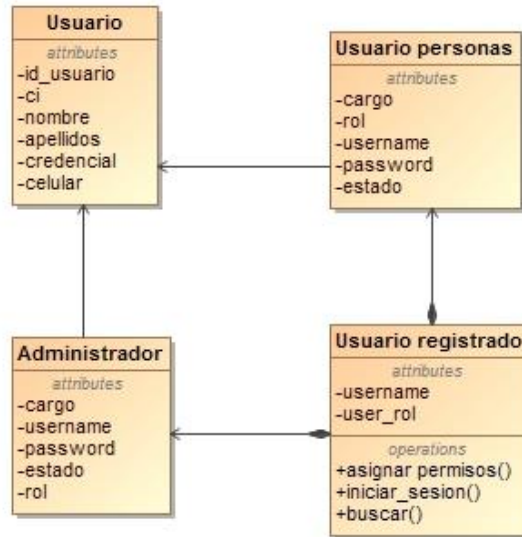 Usuario
attributes
-id_usuario
-ci
-nombre
-apellidos
-credencial
-celular
Usuario personas
attributes
-cargo
-rol
-username
-password
-estado
Administrador
attributes
-cargo
-username
-password
-estado
-rol
Usuario registrado
attributes
-username
-user_rol
operations
+asignar permisos()
+iniciar_sesion()
+buscar()